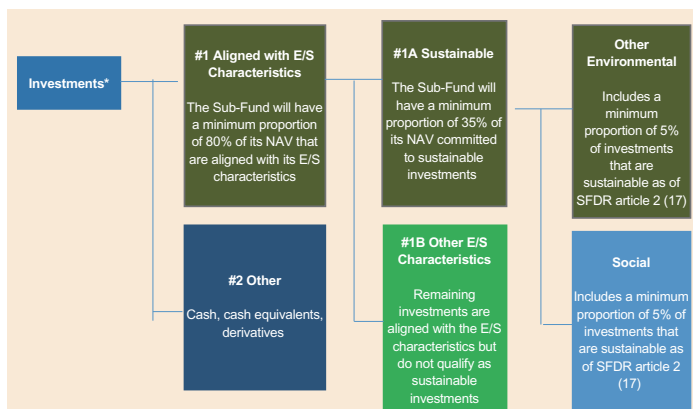 Investments*
#1 Aligned with E/S
Characteristics
The Sub-Fund will have
a minimum proportion
of 80% of its NAV that
are aligned with its E/S
characteristics
#2 Other
Cash, cash equivalents,
derivatives
#1A Sustainable
The Sub-Fund will
have a minimum
proportion of 35% of
its NAV committed
to sustainable
investments
#1B Other E/S
Characteristics
Remaining
investments are
aligned with the E/S
characteristics but
do not qualify as
sustainable
investments
Other
Environmental
Includes a
minimum
proportion of 5%
of investments
that are
sustainable as of
SFDR article 2 (17)
Social
Includes a minimum
proportion of 5% of
investments that
are sustainable as
of SFDR article 2
(17)